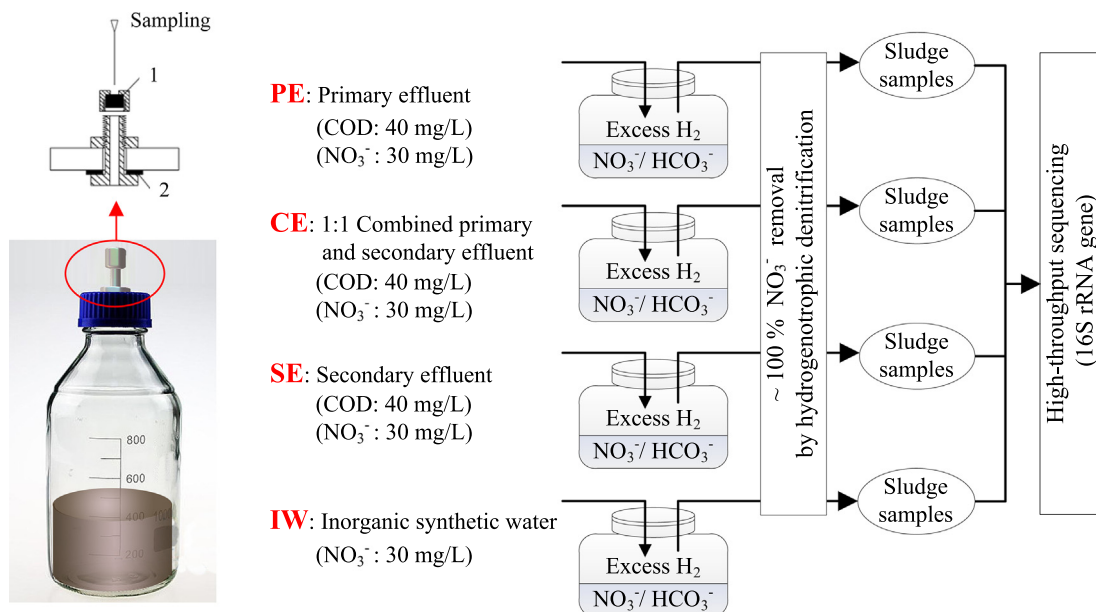 Sampling
1
2
800
600
400
1000
200
PE: Primary effluent
(COD: 40 mg/L)
(NO₃⁻ : 30 mg/L)
CE: 1:1 Combined primary
and secondary effluent
(COD: 40 mg/L)
(NO₃⁻ : 30 mg/L)
SE: Secondary effluent
(COD: 40 mg/L)
(NO₃⁻ : 30 mg/L)
IW: Inorganic synthetic water
(NO₃⁻ : 30 mg/L)
Excess H₂
NO₃⁻/ HCO₃⁻
Excess H₂
NO₃⁻/ HCO₃⁻
Excess H₂
NO₃⁻/ HCO₃⁻
Excess H₂
NO₃⁻/ HCO₃⁻
~ 100 % NO₃⁻ removal
by hydrogenotrophic denitrification
Sludge
samples
Sludge
samples
Sludge
samples
Sludge
samples
High-throughput sequencing
(16S rRNA gene)